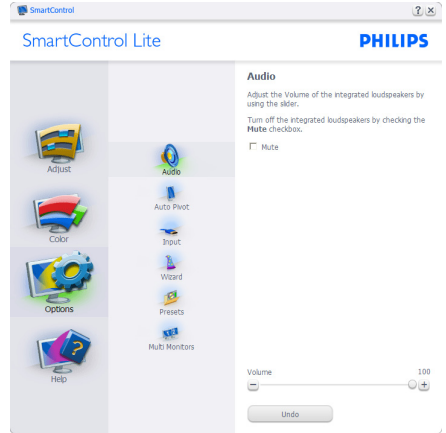 SmartControl
SmartControl Lite
PHILIPS
Adjust
Color
Options
Help
Audio
Auto Pivot
Input
Wizard
Presets
Multi Monitors
Audio
Adjust the Volume of the integrated loudspeakers by
using the slider.
Turn off the integrated loudspeakers by checking the
Mute checkbox.
Mute
Volume 100
Undo